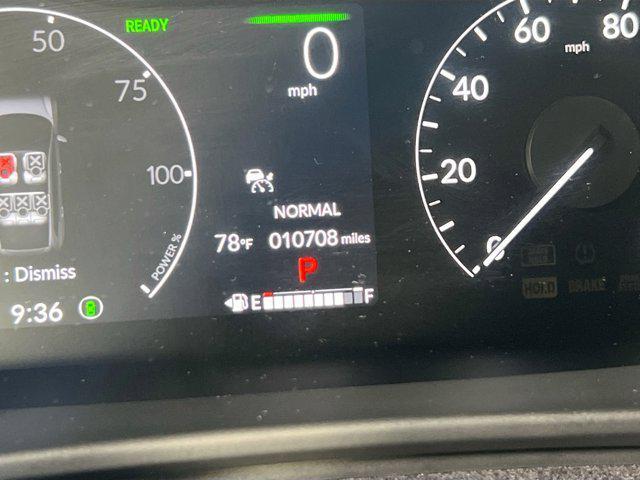 READY
50
75
100
POWER %
0
mph
NORMAL
78°F 010708 miles
P
E F
: Dismiss
9:36
60
80
mph
40
20
0
HOLD
BRAKE